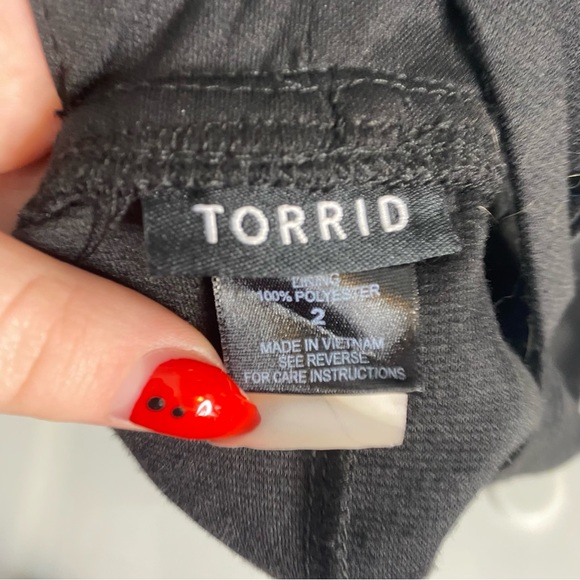 TORRID
LINING
100% POLYESTER
2
MADE IN VIETNAM
SEE REVERSE
FOR CARE INSTRUCTIONS